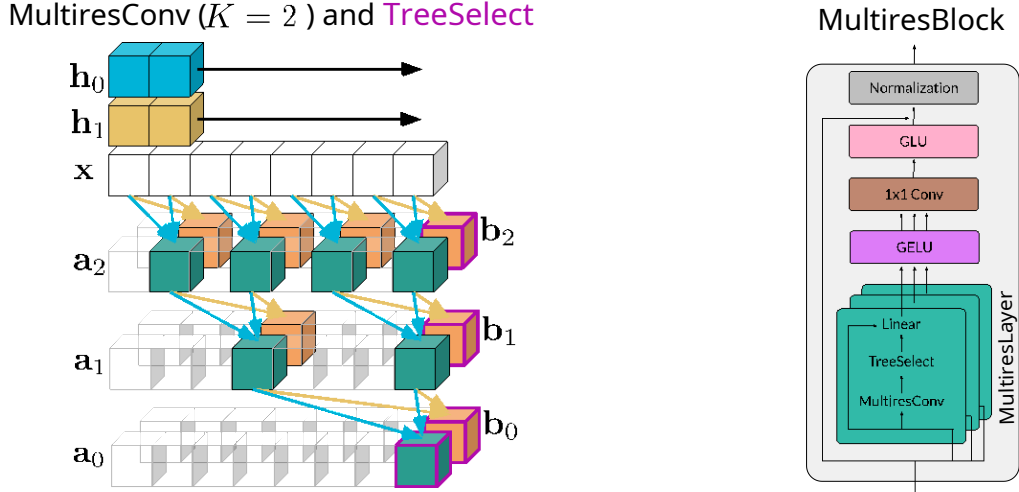 MultiresConv (K = 2 ) and TreeSelect
h₀
h₁
x
b₂
a₂
b₁
a₁
b₀
a₀
MultiresBlock
Normalization
GLU
1x1 Conv
GELU
Linear
TreeSelect
MultiresConv
MultiresLayer